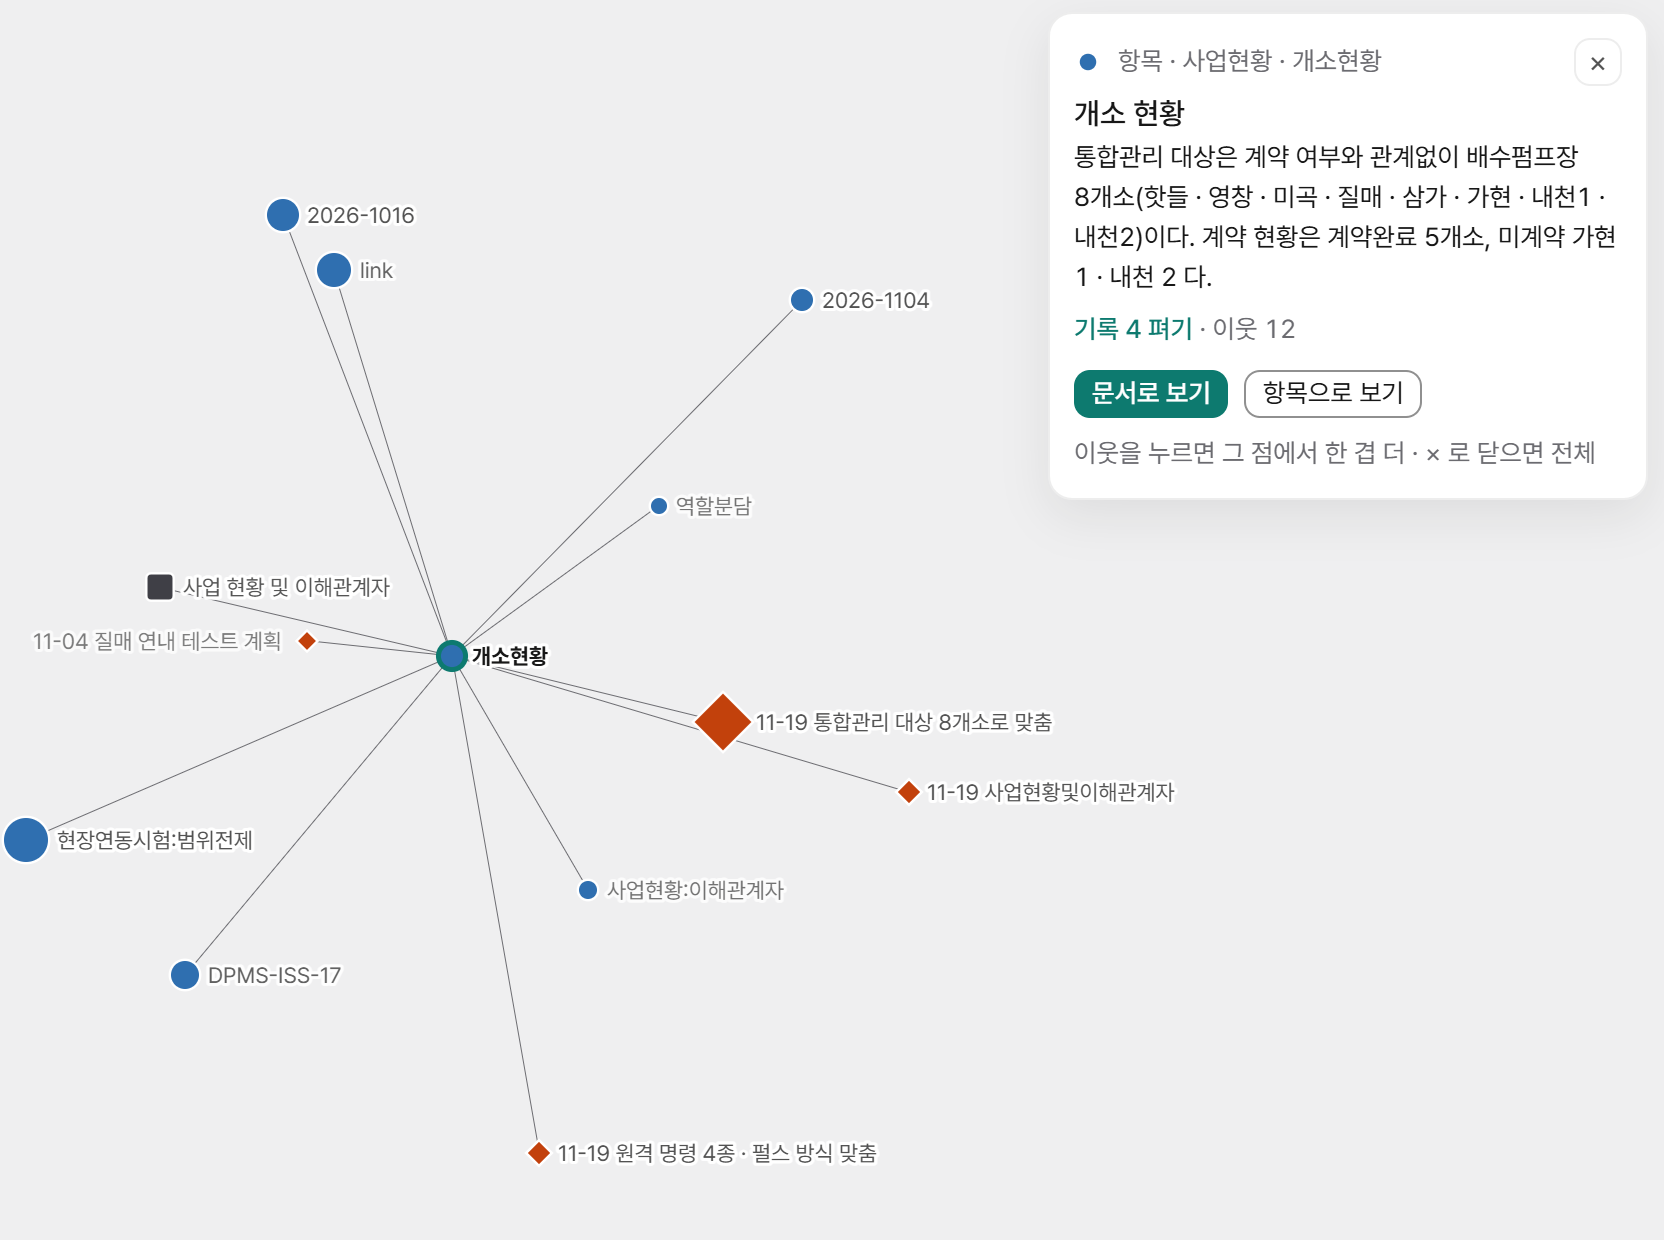 항목 · 사업현황 · 개소현황
×
개소 현황
통합관리 대상은 계약 여부와 관계없이 배수펌프장
8개소(핫들 · 영창 · 미곡 · 질매 · 삼가 · 가현 · 내천1 ·
내천2)이다. 계약 현황은 계약완료 5개소, 미계약 가현
1 · 내천 2 다.
기록 4 펴기 · 이웃 12
문서로 보기
항목으로 보기
이웃을 누르면 그 점에서 한 겹 더 · × 로 닫으면 전체
2026-1016
link
2026-1104
역할분담
사업 현황 및 이해관계자
11-04 질매 연내 테스트 계획
개소현황
11-19 통합관리 대상 8개소로 맞춤
11-19 사업현황및이해관계자
현장연동시험:범위전제
사업현황:이해관계자
DPMS-ISS-17
11-19 원격 명령 4종 · 펄스 방식 맞춤